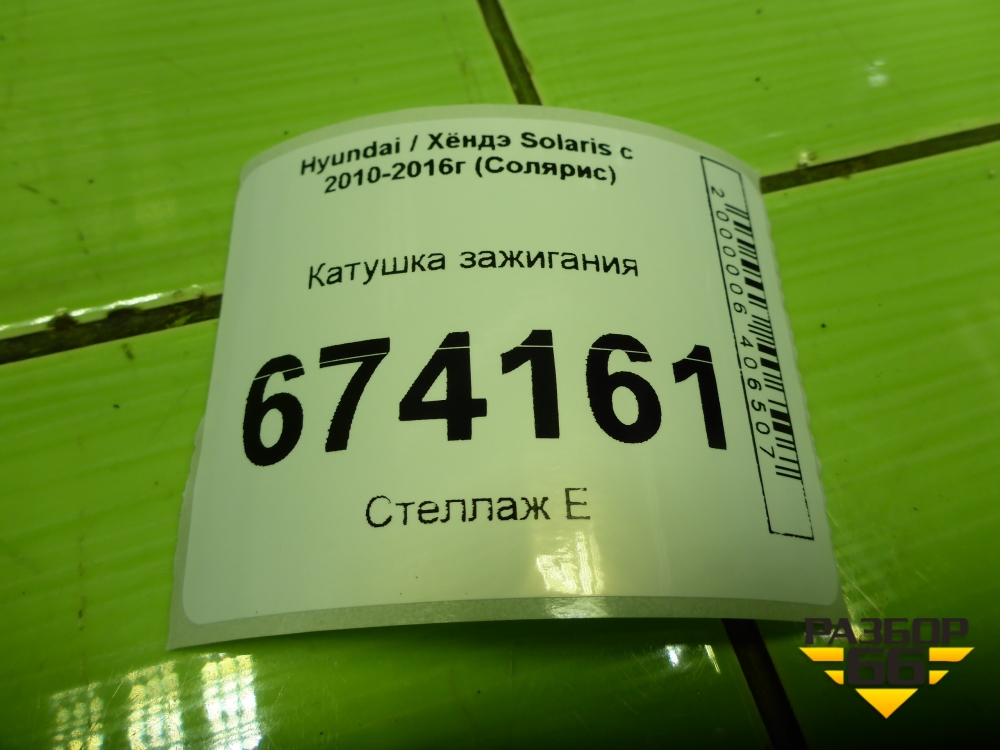 Hyundai / Хёндэ Solaris с
2010-2016г (Солярис)
Катушка зажигания
674161
Стеллаж Е
2000006406507
РАЗБОР
66